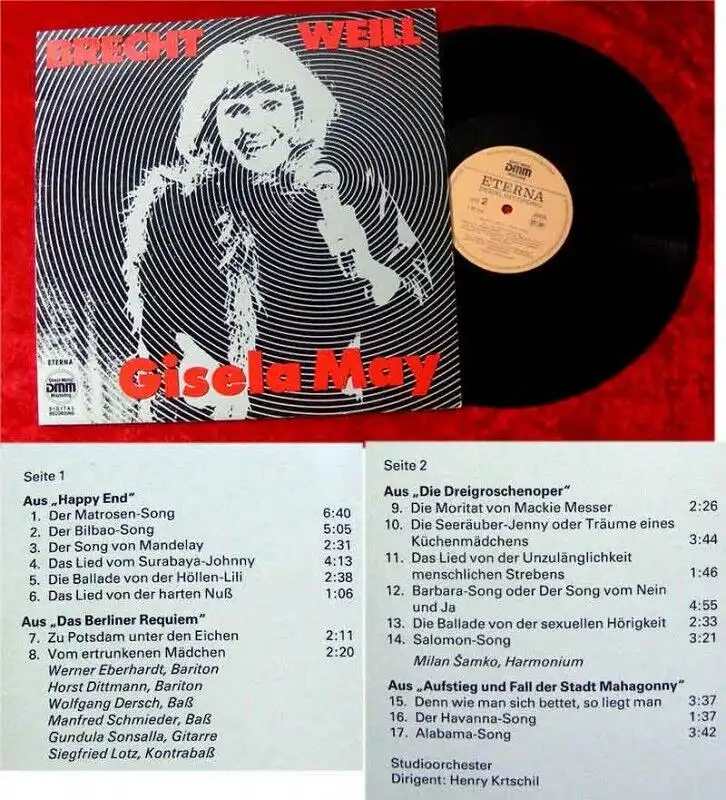 BRECHT WEILL
Gisela May
ETERNA
Direct Metal
DMM
Mastering
DIGITAL
RECORDING
DMM
ETERNA
DIGITAL RECORDING
2
Seite 1
Aus „Happy End“
1. Der Matrosen-Song 6:40
2. Der Bilbao-Song 5:05
3. Der Song von Mandelay 2:31
4. Das Lied vom Surabaya-Johnny 4:13
5. Die Ballade von der Höllen-Lili 2:38
6. Das Lied von der harten Nuß 1:06
Aus „Das Berliner Requiem“
7. Zu Potsdam unter den Eichen 2:11
8. Vom ertrunkenen Mädchen 2:20
Werner Eberhardt, Bariton
Horst Dittmann, Bariton
Wolfgang Dersch, Baß
Manfred Schmieder, Baß
Gundula Sonsalla, Gitarre
Siegfried Lotz, Kontrabaß
Seite 2
Aus „Die Dreigroschenoper“
9. Die Moritat von Mackie Messer 2:26
10. Die Seeräuber-Jenny oder Träume eines
Küchenmädchens 3:44
11. Das Lied von der Unzulänglichkeit
menschlichen Strebens 1:46
12. Barbara-Song oder Der Song vom Nein
und Ja 4:55
13. Die Ballade von der sexuellen Hörigkeit 2:33
14. Salomon-Song 3:21
Milan Šamko, Harmonium
Aus „Aufstieg und Fall der Stadt Mahagonny“
15. Denn wie man sich bettet, so liegt man 3:37
16. Der Havanna-Song 1:37
17. Alabama-Song 3:42
Studioorchester
Dirigent: Henry Krtschil